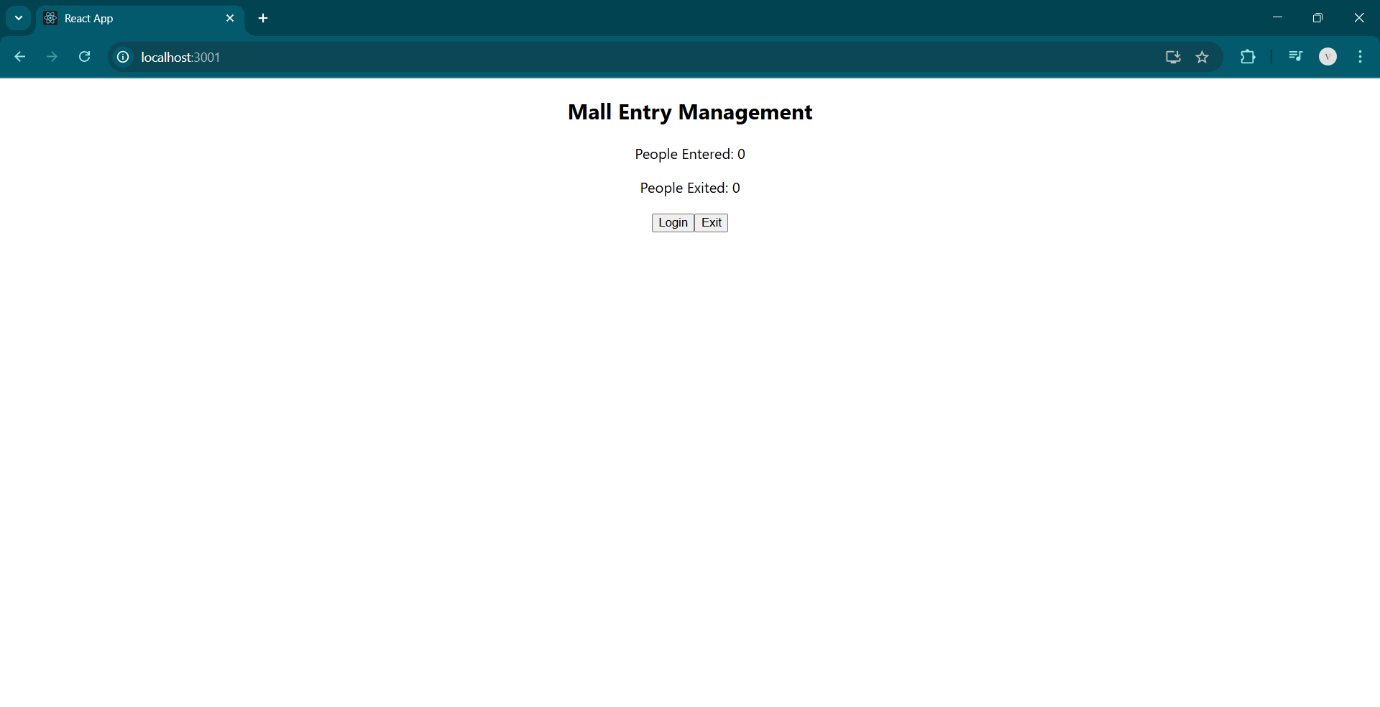 React App
localhost:3001
Mall Entry Management
People Entered: 0
People Exited: 0
Login Exit